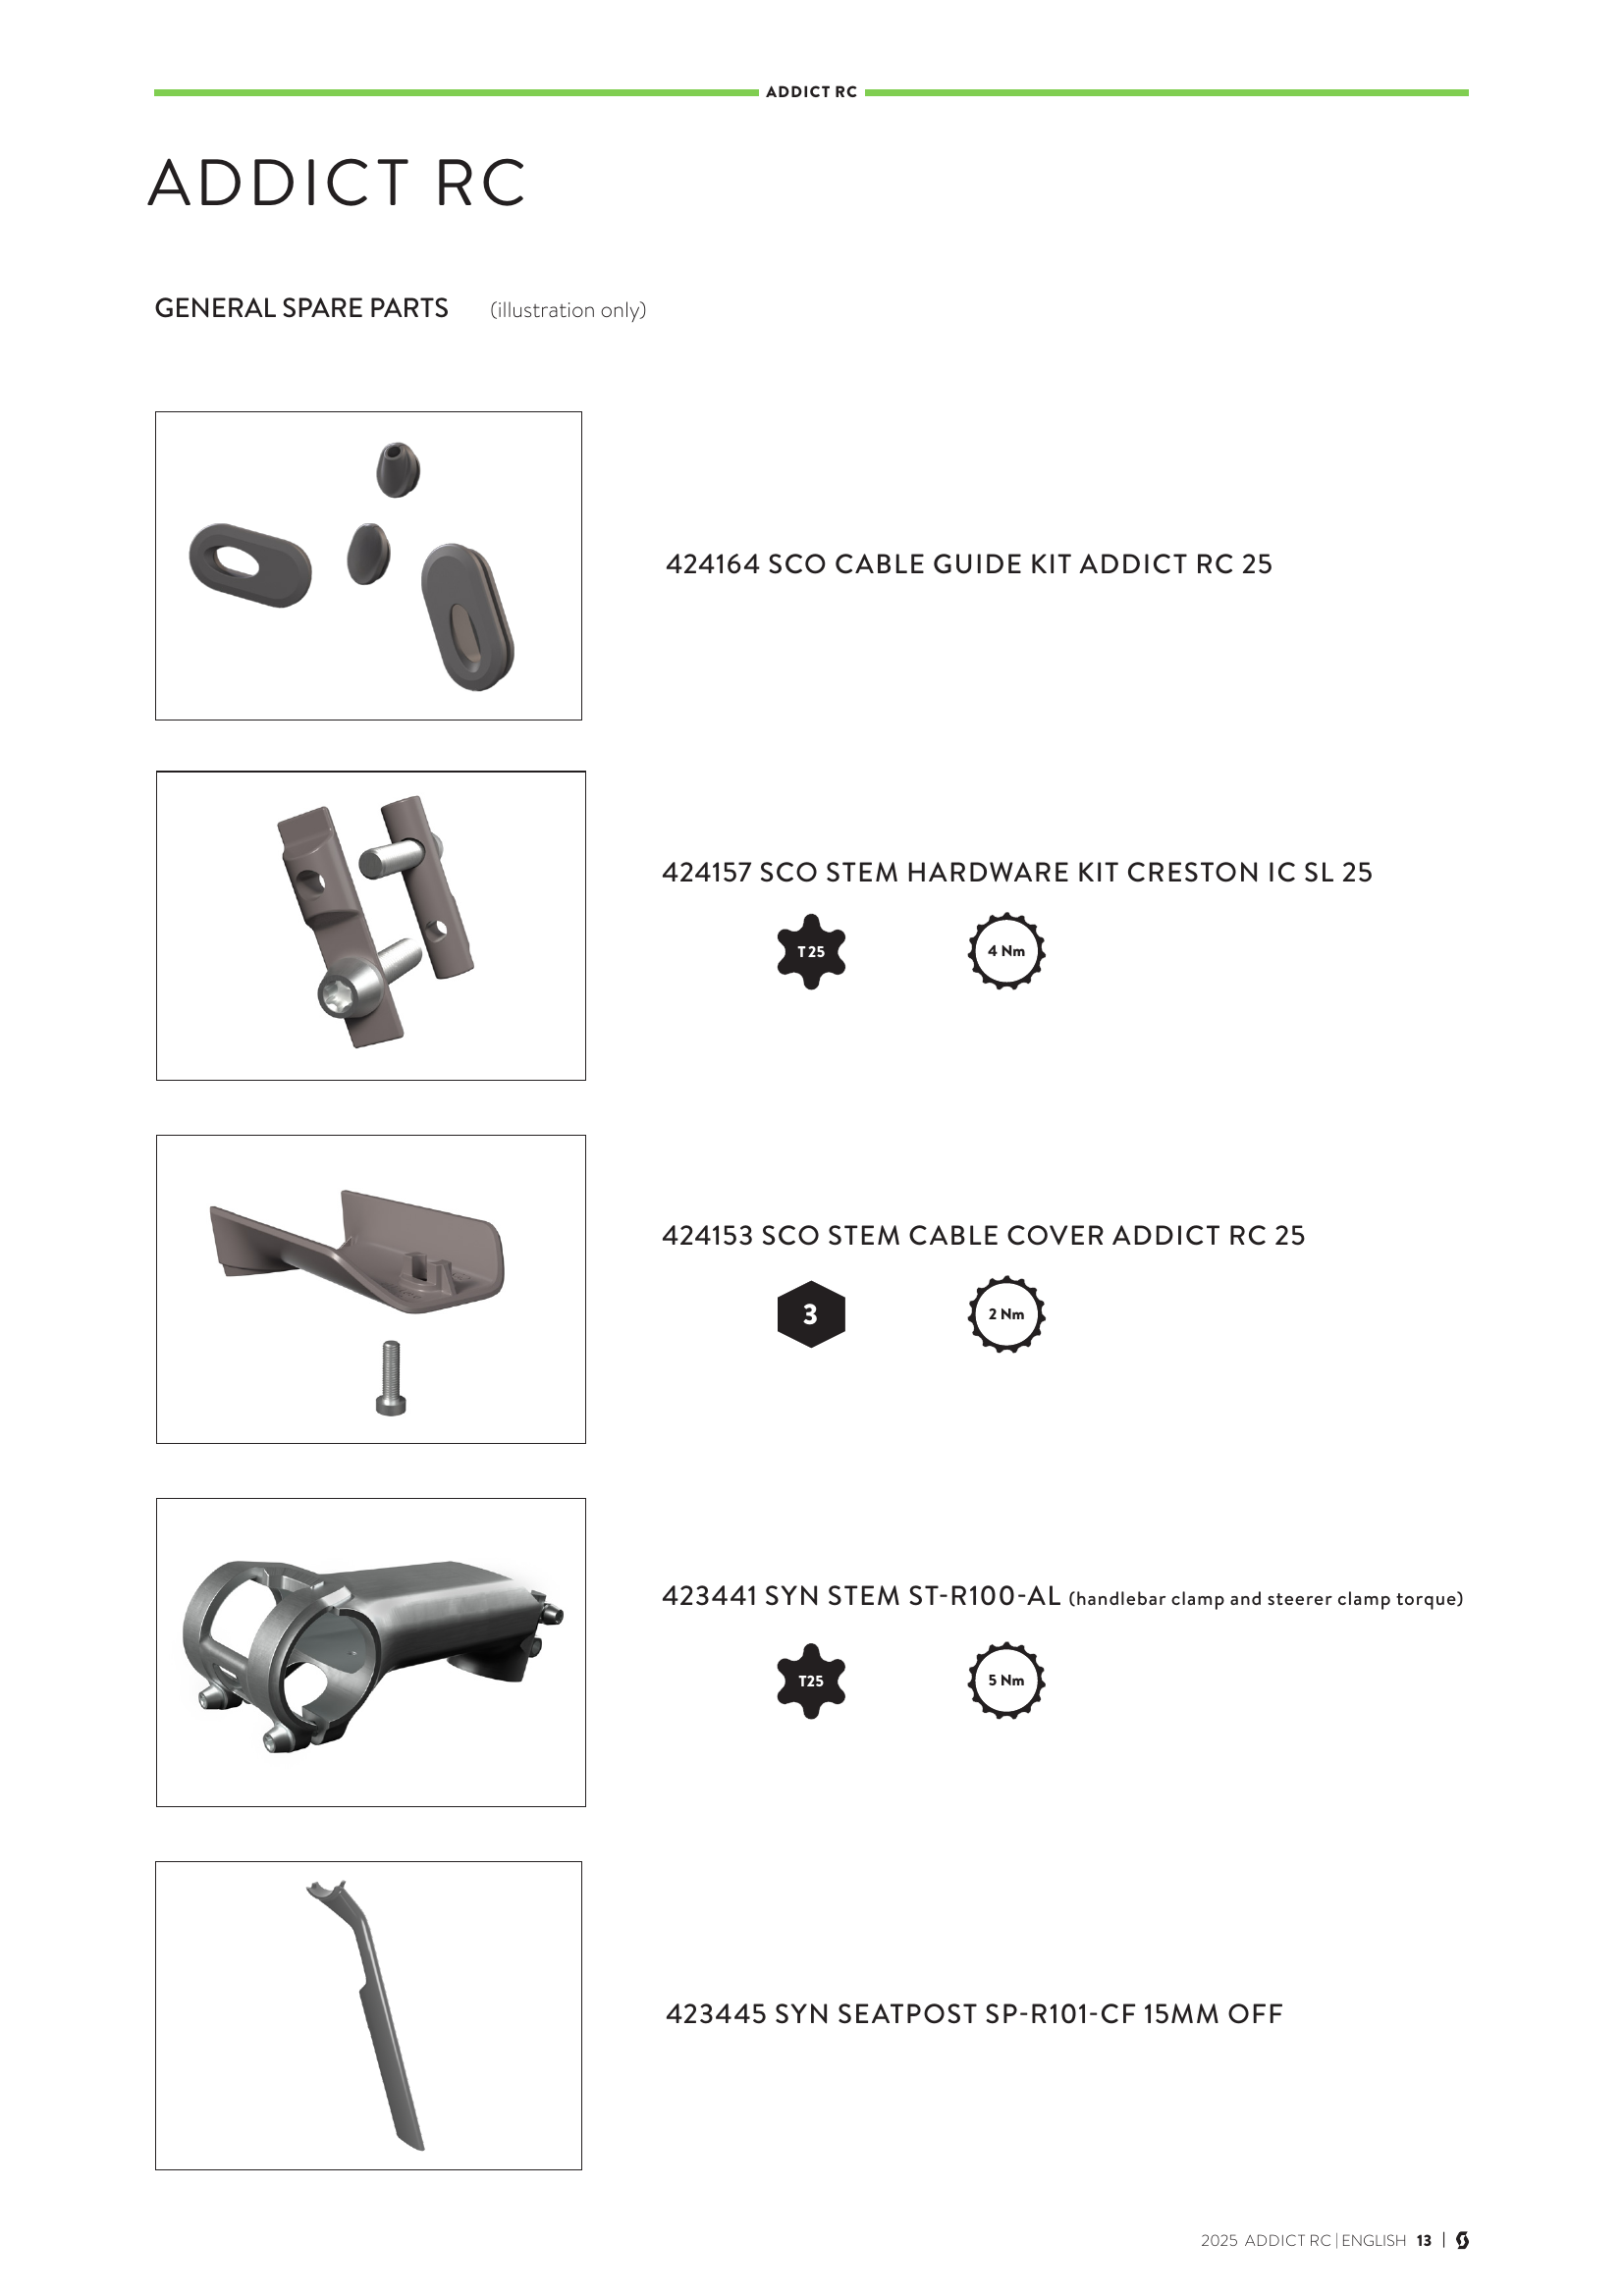 ADDICT RC
ADDICT RC
GENERAL SPARE PARTS (illustration only)
424164 SCO CABLE GUIDE KIT ADDICT RC 25
424157 SCO STEM HARDWARE KIT CRESTON IC SL 25
T 25 4 Nm
424153 SCO STEM CABLE COVER ADDICT RC 25
3 2 Nm
423441 SYN STEM ST-R100-AL (handlebar clamp and steerer clamp torque)
T25 5 Nm
423445 SYN SEATPOST SP-R101-CF 15MM OFF
2025 ADDICT RC | ENGLISH 13 |